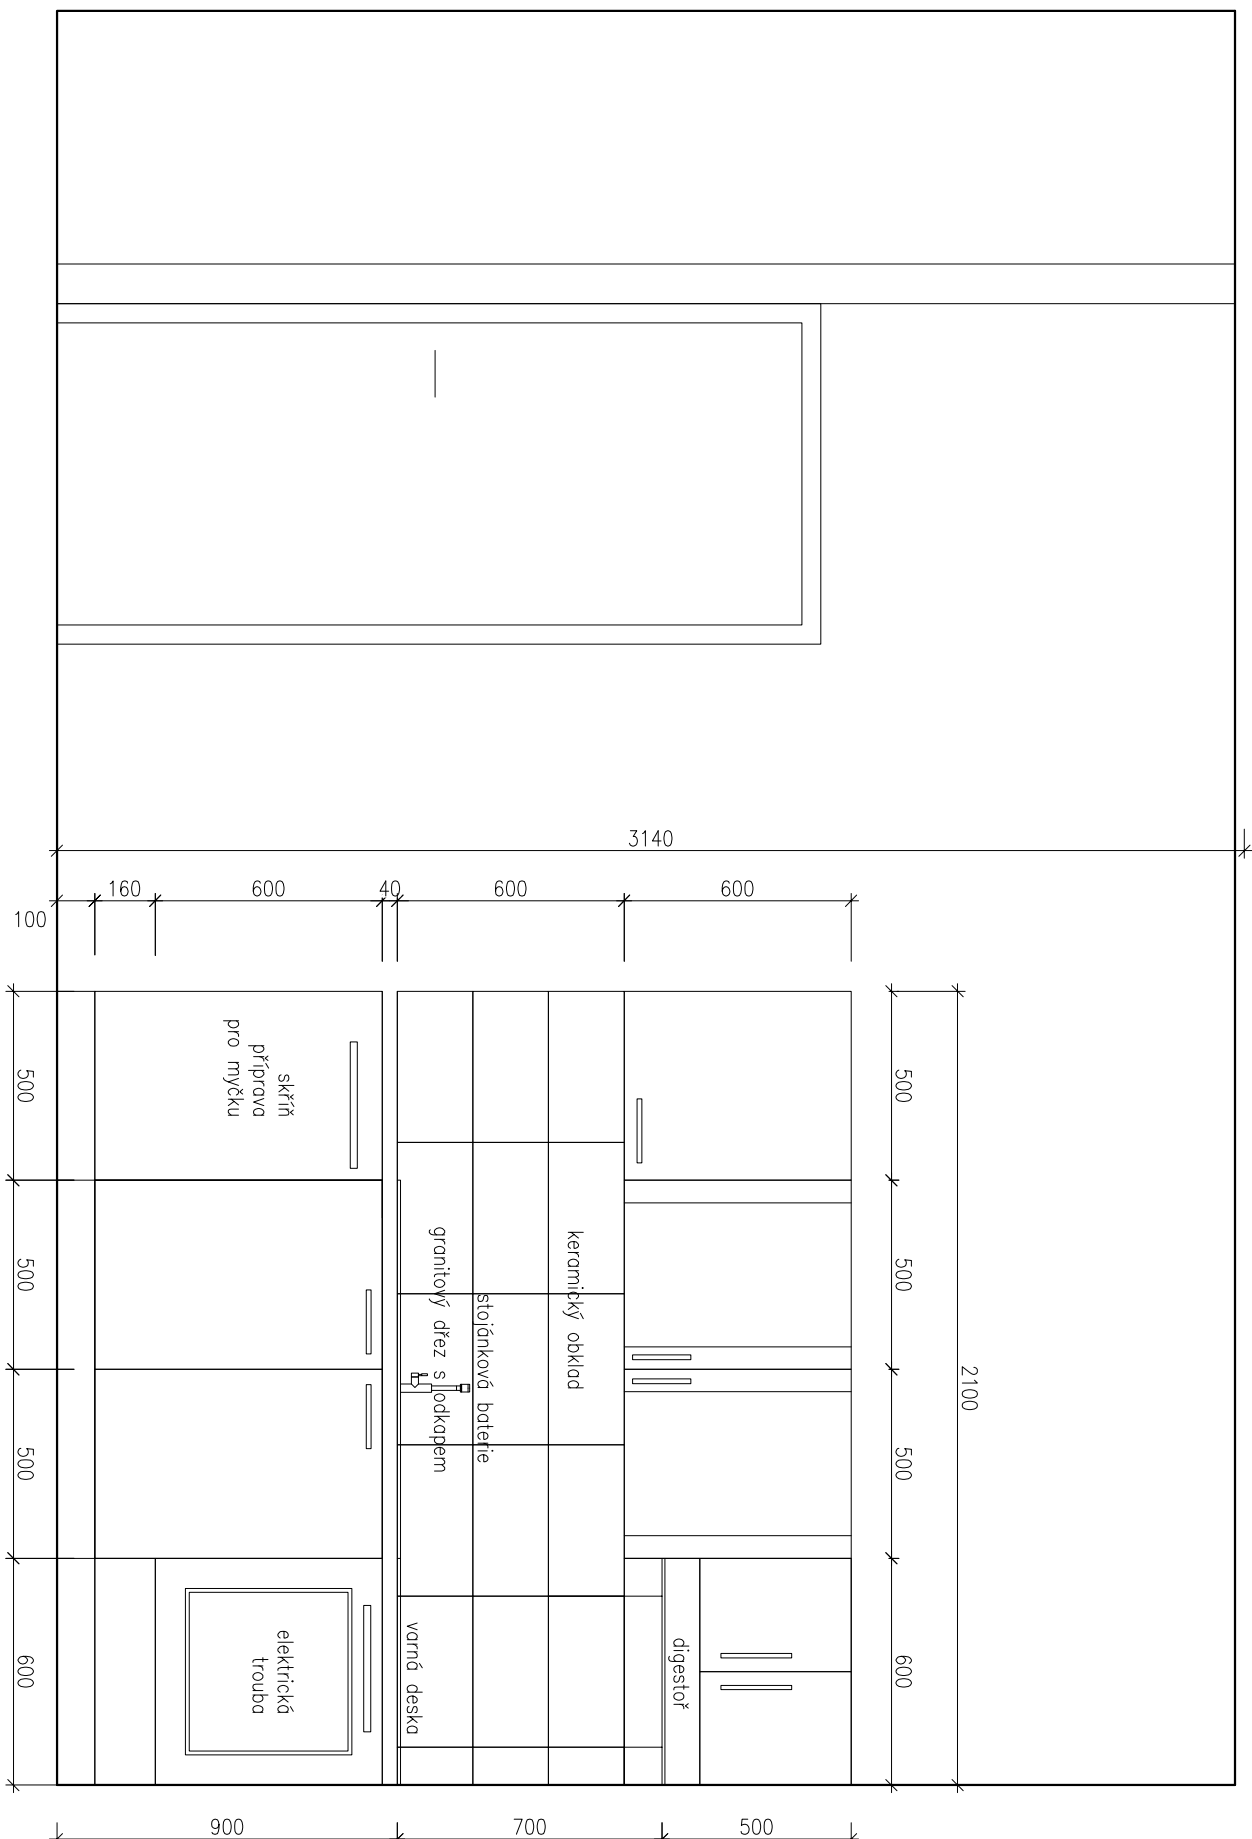 3140
100
160
600
40
600
600
500
500
500
600
2100
500
500
500
600
skříň
příprava
pro myčku
keramický obklad
stojánková baterie
granitový dřez s odkapem
digestoř
varná deska
elektrická
trouba
900
700
500